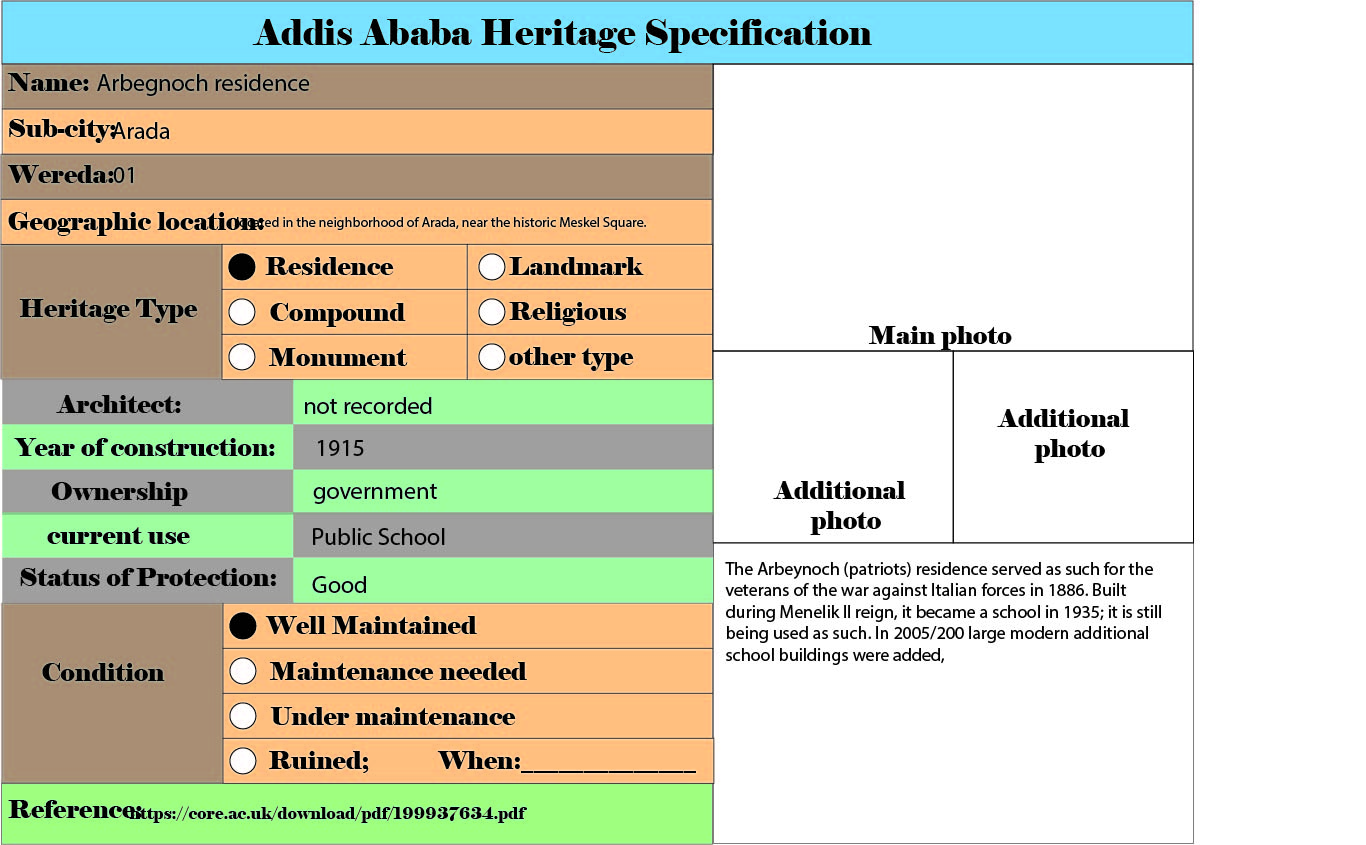 Addis Ababa Heritage Specification
Name: Arbegnoch residence
Sub-city: Arada
Wereda: 01
Geographic location: located in the neighborhood of Arada, near the historic Meskel Square.
Heritage Type
Residence
Landmark
Compound
Religious
Monument
other type
Architect: not recorded
Year of construction: 1915
Ownership government
current use Public School
Status of Protection: Good
Condition
Well Maintained
Maintenance needed
Under maintenance
Ruined; When:______________
Reference: https://core.ac.uk/download/pdf/199937634.pdf
Main photo
Additional
photo
Additional
photo
The Arbeynoch (patriots) residence served as such for the
veterans of the war against Italian forces in 1886. Built
during Menelik II reign, it became a school in 1935; it is still
being used as such. In 2005/200 large modern additional
school buildings were added,